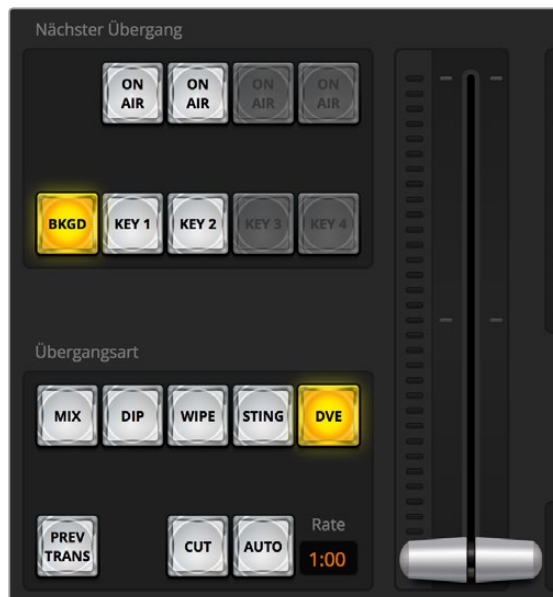 Nächster Übergang
ON AIR
ON AIR
ON AIR
ON AIR
BKGD
KEY 1
KEY 2
KEY 3
KEY 4
Übergangsart
MIX
DIP
WIPE
STING
DVE
PREV TRANS
CUT
AUTO
Rate
1:00